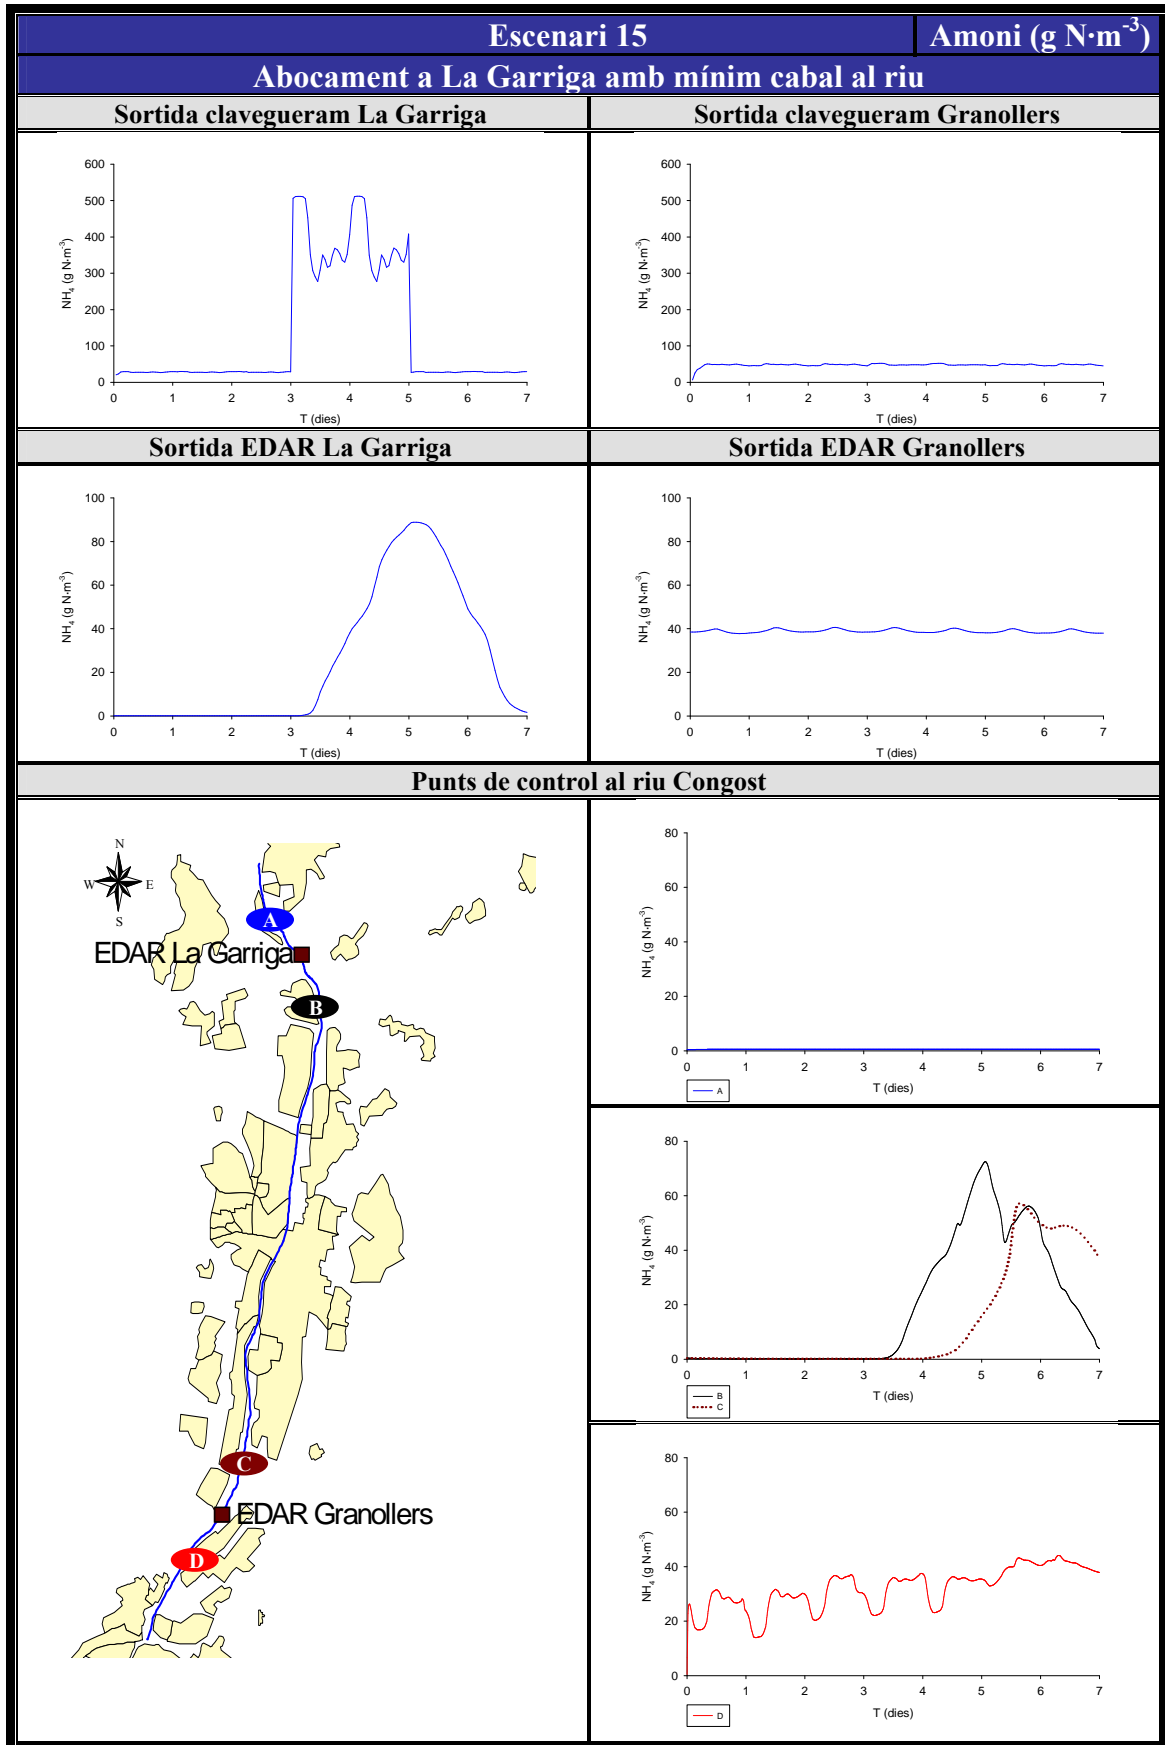 Escenari 15
Amoni (g N·m-3)
Abocament a La Garriga amb mínim cabal al riu
Sortida clavegueram La Garriga
Sortida clavegueram Granollers
600
500
400
300
200
100
0
NH4 (g N·m-3)
0 1 2 3 4 5 6 7
T (dies)
600
500
400
300
200
100
0
NH4 (g N·m-3)
0 1 2 3 4 5 6 7
T (dies)
Sortida EDAR La Garriga
Sortida EDAR Granollers
100
80
60
40
20
0
NH4 (g N·m-3)
0 1 2 3 4 5 6 7
T (dies)
100
80
60
40
20
0
NH4 (g N·m-3)
0 1 2 3 4 5 6 7
T (dies)
Punts de control al riu Congost
N
W E
S
A
EDAR La Garriga
B
C
EDAR Granollers
D
80
60
40
20
0
NH4 (g N·m-3)
0 1 2 3 4 5 6 7
T (dies)
A
80
60
40
20
0
NH4 (g N·m-3)
0 1 2 3 4 5 6 7
T (dies)
B
C
80
60
40
20
0
NH4 (g N·m-3)
0 1 2 3 4 5 6 7
T (dies)
D